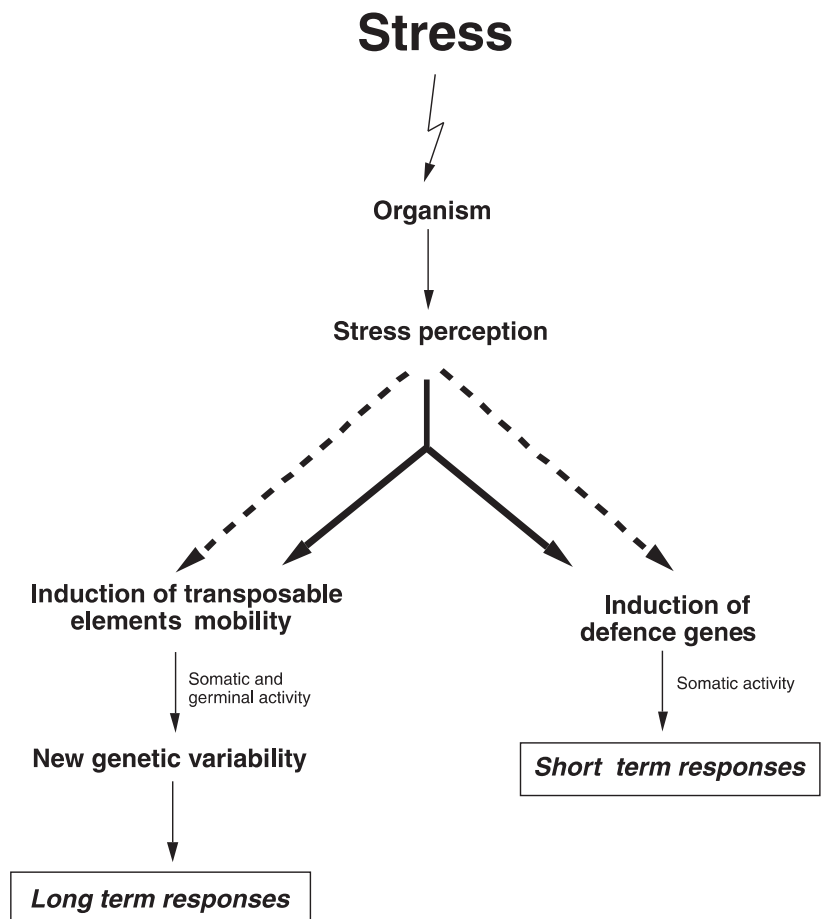 Stress
Organism
Stress perception
Induction of transposable
elements mobility
Somatic and
germinal activity
New genetic variability
Long term responses
Induction of
defence genes
Somatic activity
Short term responses